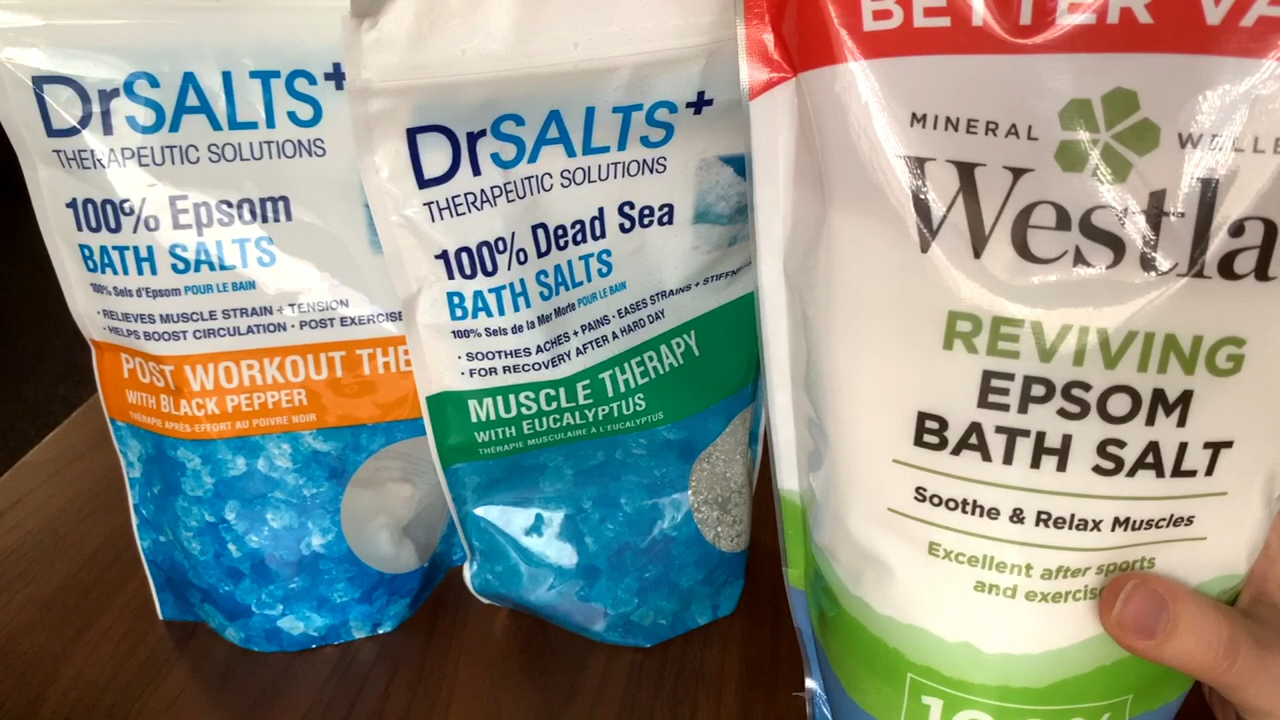 DrSALTS+
THERAPEUTIC SOLUTIONS
100% Epsom
BATH SALTS
100% Sels d'Epsom POUR LE BAIN
• RELIEVES MUSCLE STRAIN + TENSION
• HELPS BOOST CIRCULATION • POST EXERCISE
POST WORKOUT THE
WITH BLACK PEPPER
THÉRAPIE APRÈS-EFFORT AU POIVRE NOIR
DrSALTS+
THERAPEUTIC SOLUTIONS
100% Dead Sea
BATH SALTS
100% Sels de la Mer Morte POUR LE BAIN
• SOOTHES ACHES + PAINS • EASES STRAINS + STIFFN
• FOR RECOVERY AFTER A HARD DAY
MUSCLE THERAPY
WITH EUCALYPTUS
THÉRAPIE MUSCULAIRE À L'EUCALYPTUS
BETTER VA
MINERAL WELLE
Westla
REVIVING
EPSOM
BATH SALT
Soothe & Relax Muscles
Excellent after sports
and exercis